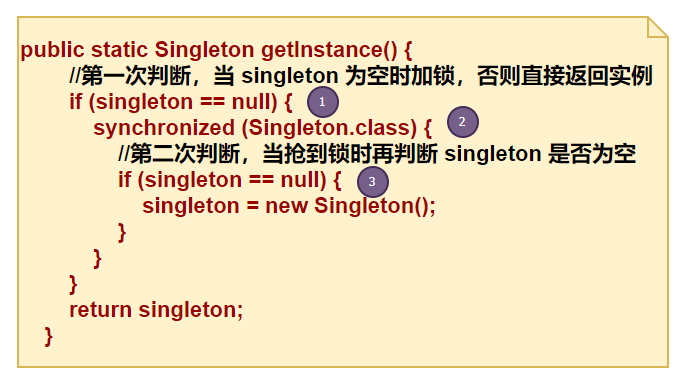 public static Singleton getInstance() {
//第一次判断，当 singleton 为空时加锁，否则直接返回实例
if (singleton == null) { 1
synchronized (Singleton.class) { 2
//第二次判断，当抢到锁时再判断 singleton 是否为空
if (singleton == null) { 3
singleton = new Singleton();
}
}
}
return singleton;
}